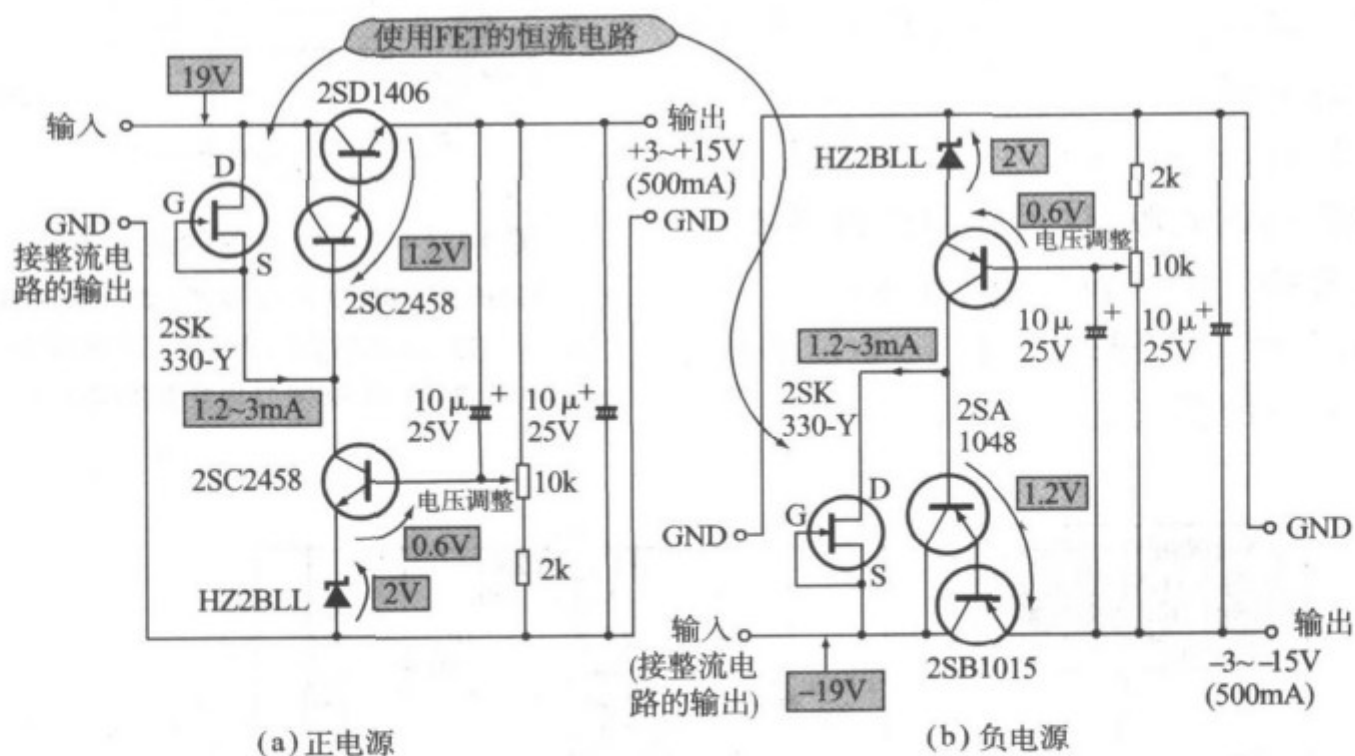 使用FET的恒流电路
19V
2SD1406
输入
输出
+3~+15V
(500mA)
D
G
S
GND
接整流电
路的输出
GND
1.2V
2SC2458
2SK
330-Y
1.2~3mA
10μ
25V
+
10μ
25V
+
2SC2458
电压调整
10k
0.6V
2k
HZ2BLL
2V
(a)正电源
HZ2BLL
2V
2k
0.6V
电压调整
10k
10μ
25V
+
10μ
25V
+
1.2~3mA
2SK
330-Y
2SA
1048
1.2V
D
G
S
GND
GND
输入
(接整流电
路的输出)
-19V
2SB1015
输出
-3~-15V
(500mA)
(b)负电源